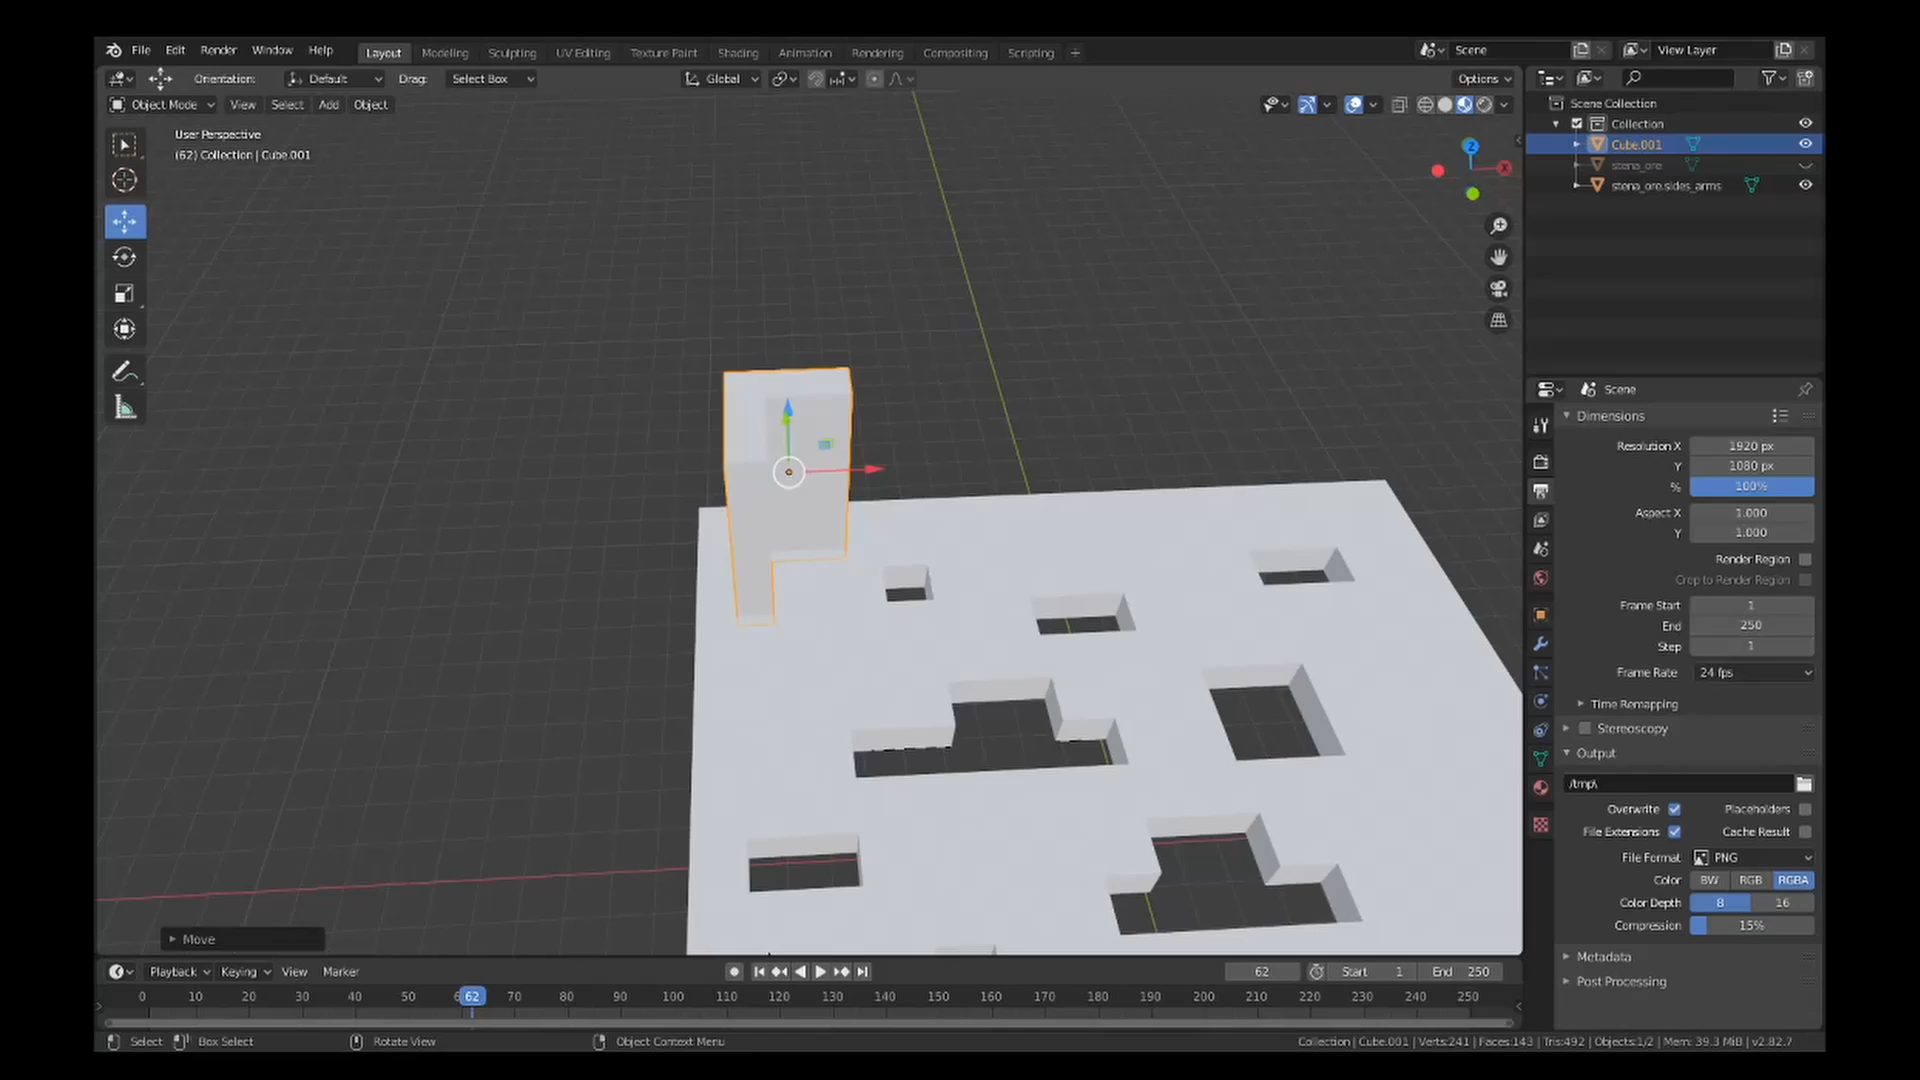 File Edit Render Window Help Layout Modeling Sculpting UV Editing Texture Paint Shading Animation Rendering Compositing Scripting + Scene View Layer
Orientation: Default Drag: Select Box Global Options
Object Mode View Select Add Object
User Perspective
(62) Collection | Cube.001
Z
X
Scene Collection
Collection
Cube.001
stena_ore
stena_ore.sides_arms
Scene
Dimensions
Resolution X 1920 px
Y 1080 px
% 100%
Aspect X 1.000
Y 1.000
Render Region
Crop to Render Region
Frame Start 1
End 250
Step 1
Frame Rate 24 fps
Time Remapping
Stereoscopy
Output
/tmp\
Overwrite Placeholders
File Extensions Cache Result
File Format PNG
Color BW RGB RGBA
Color Depth 8 16
Compression 15%
Metadata
Post Processing
Move
Playback Keying View Marker 62 Start 1 End 250
0 10 20 30 40 50 62 70 80 90 100 110 120 130 140 150 160 170 180 190 200 210 220 230 240 250
Select Box Select Rotate View Object Context Menu Collection | Cube.001 | Verts:241 | Faces:143 | Tris:492 | Objects:1/2 | Mem: 39.3 MiB | v2.82.7